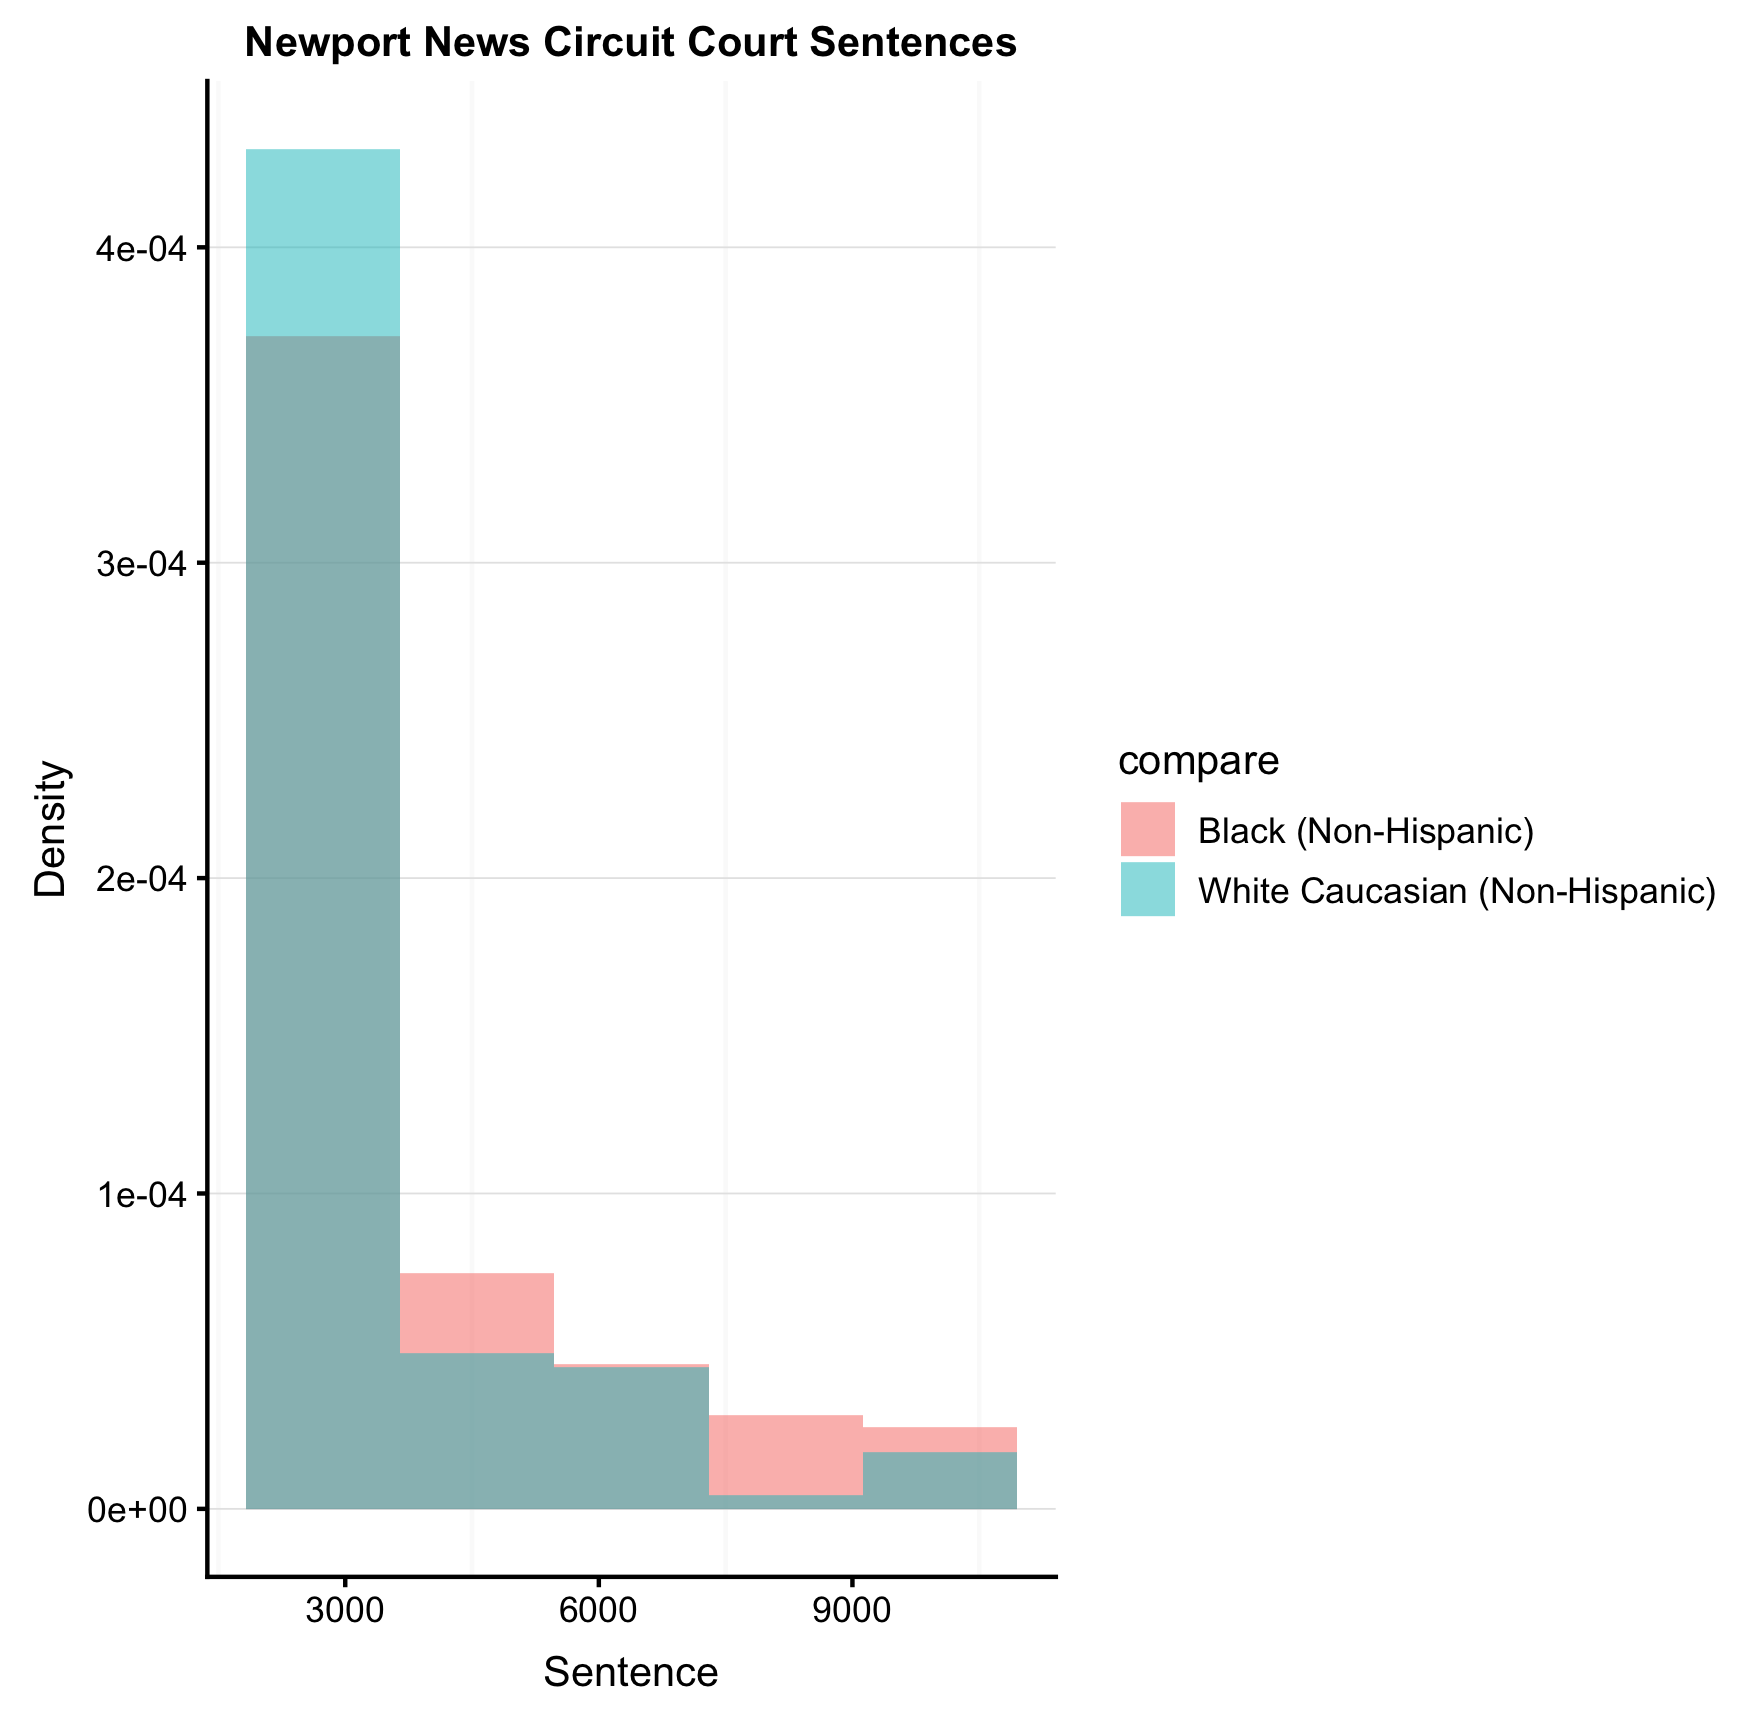 Newport News Circuit Court Sentences
4e-04
3e-04
2e-04
1e-04
0e+00
Density
3000 6000 9000
Sentence
compare
Black (Non-Hispanic)
White Caucasian (Non-Hispanic)